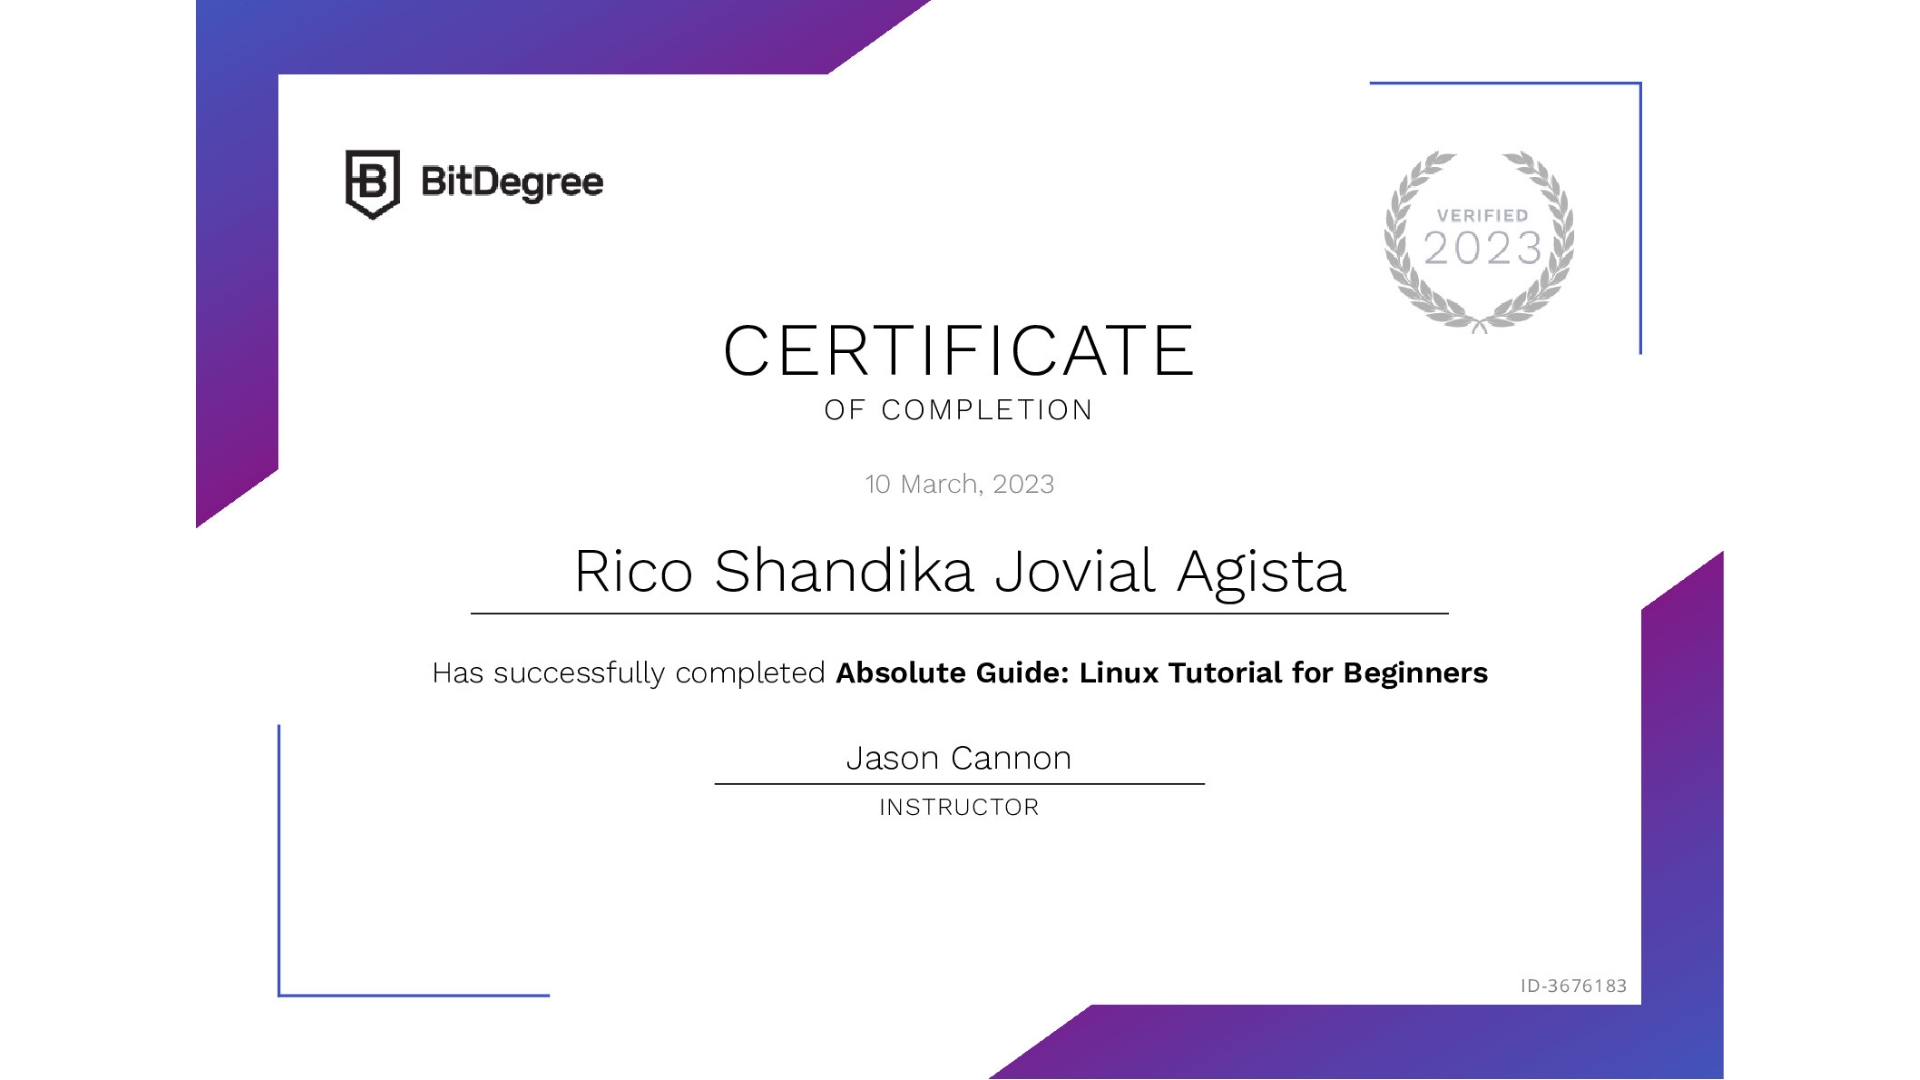 BitDegree
VERIFIED
2023
CERTIFICATE
OF COMPLETION
10 March, 2023
Rico Shandika Jovial Agista
Has successfully completed Absolute Guide: Linux Tutorial for Beginners
Jason Cannon
INSTRUCTOR
ID-3676183